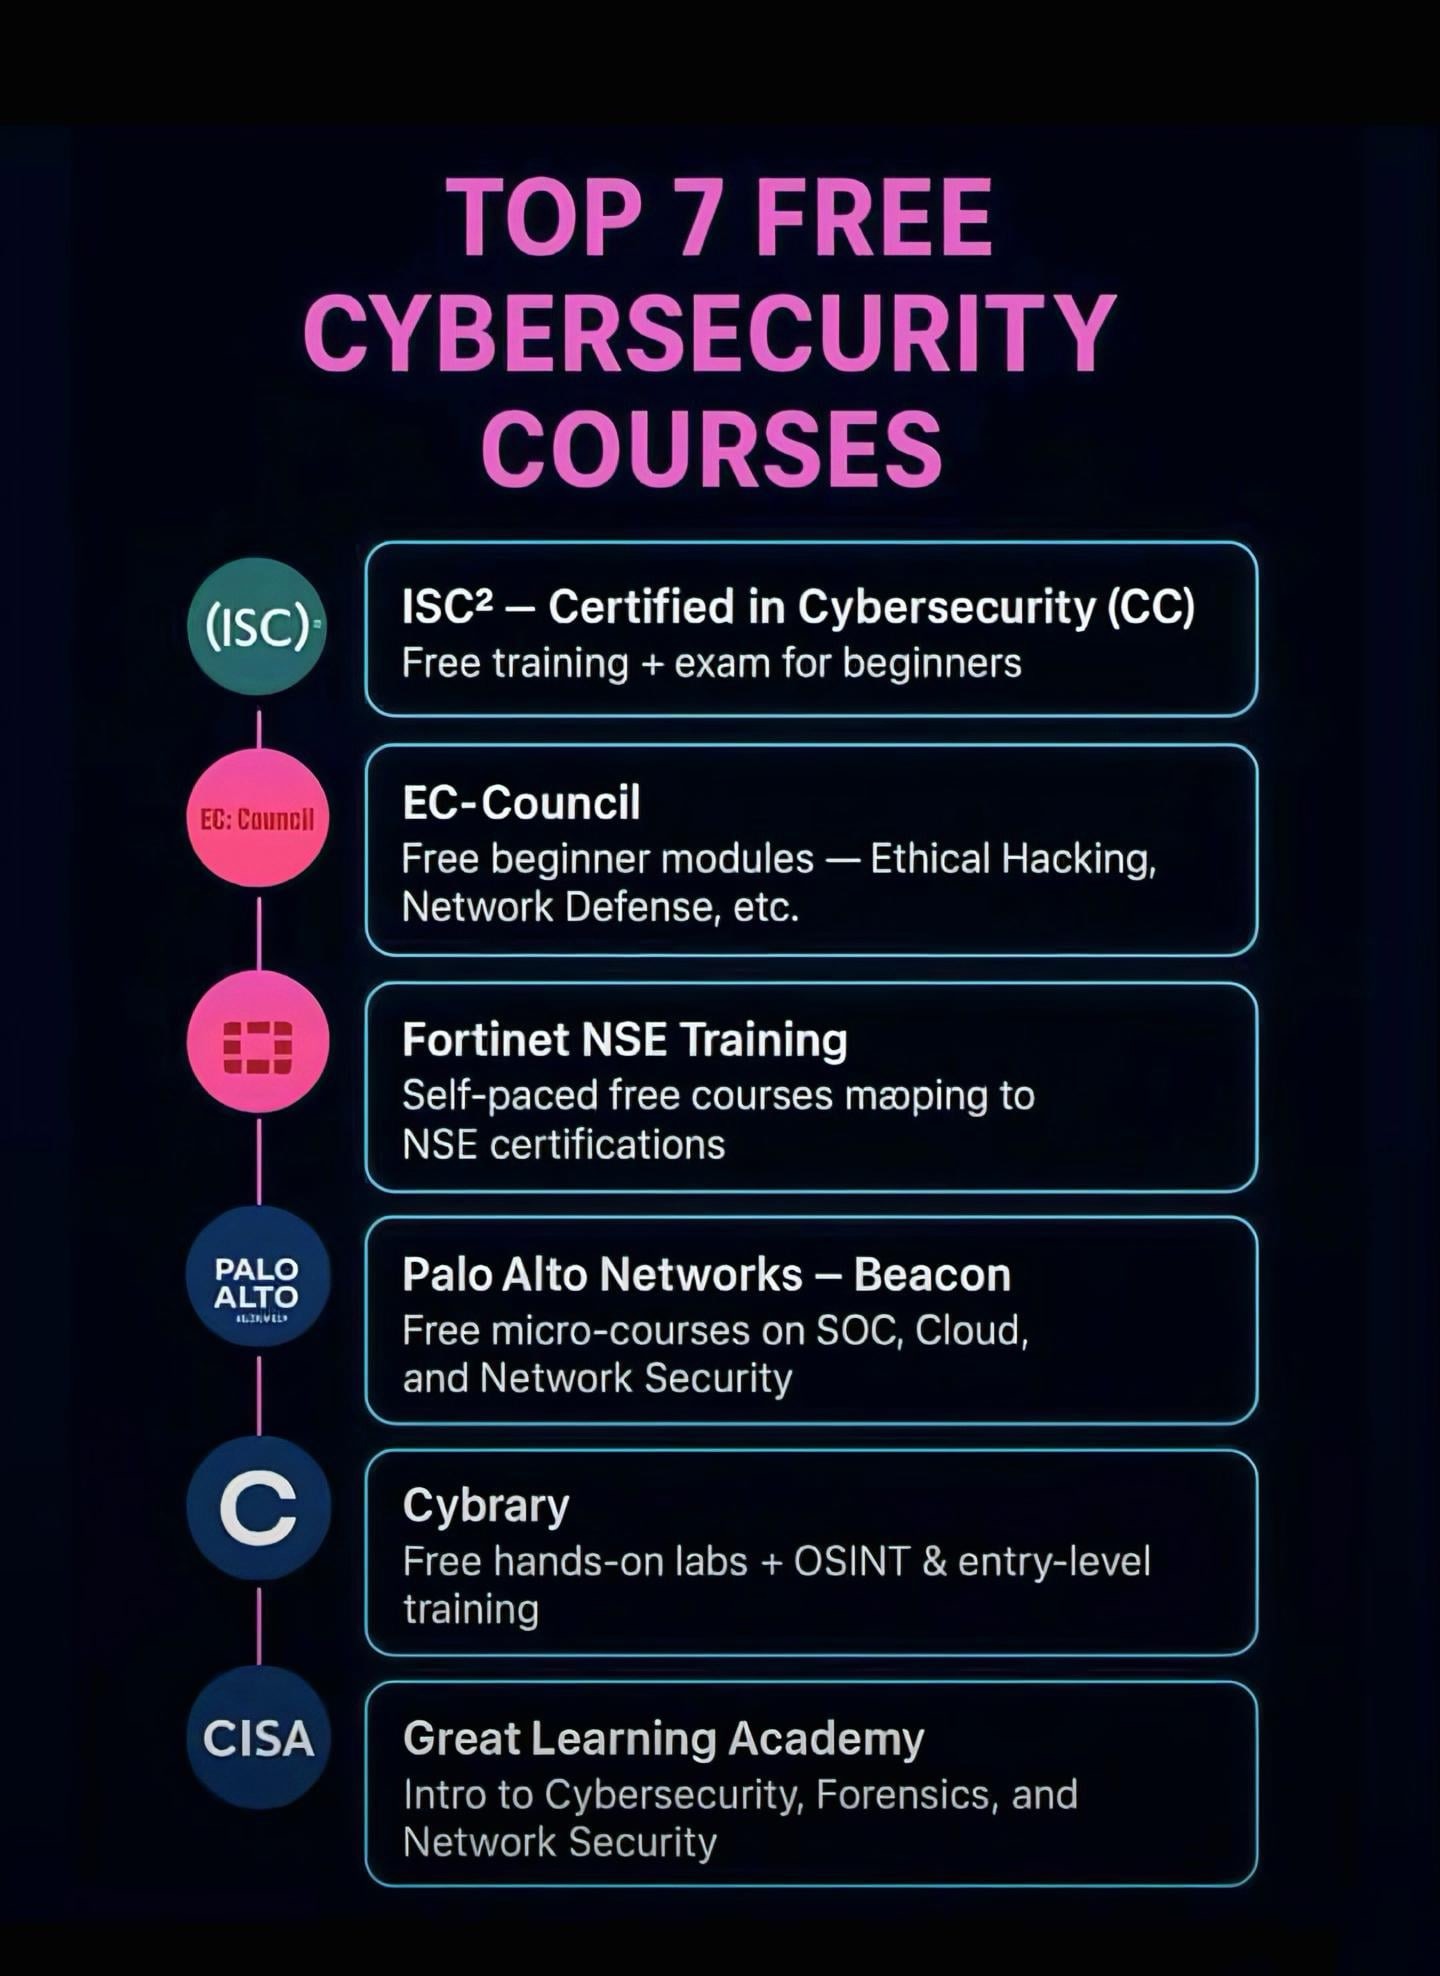 TOP 7 FREE
CYBERSECURITY
COURSES
(ISC)²
ISC² – Certified in Cybersecurity (CC)
Free training + exam for beginners
EC: Council
EC-Council
Free beginner modules — Ethical Hacking,
Network Defense, etc.
Fortinet NSE Training
Self-paced free courses mæping to
NSE certifications
PALO
ALTO
Palo Alto Networks – Beacon
Free micro-courses on SOC, Cloud,
and Network Security
C
Cybrary
Free hands-on labs + OSINT & entry-level
training
CISA
Great Learning Academy
Intro to Cybersecurity, Forensics, and
Network Security